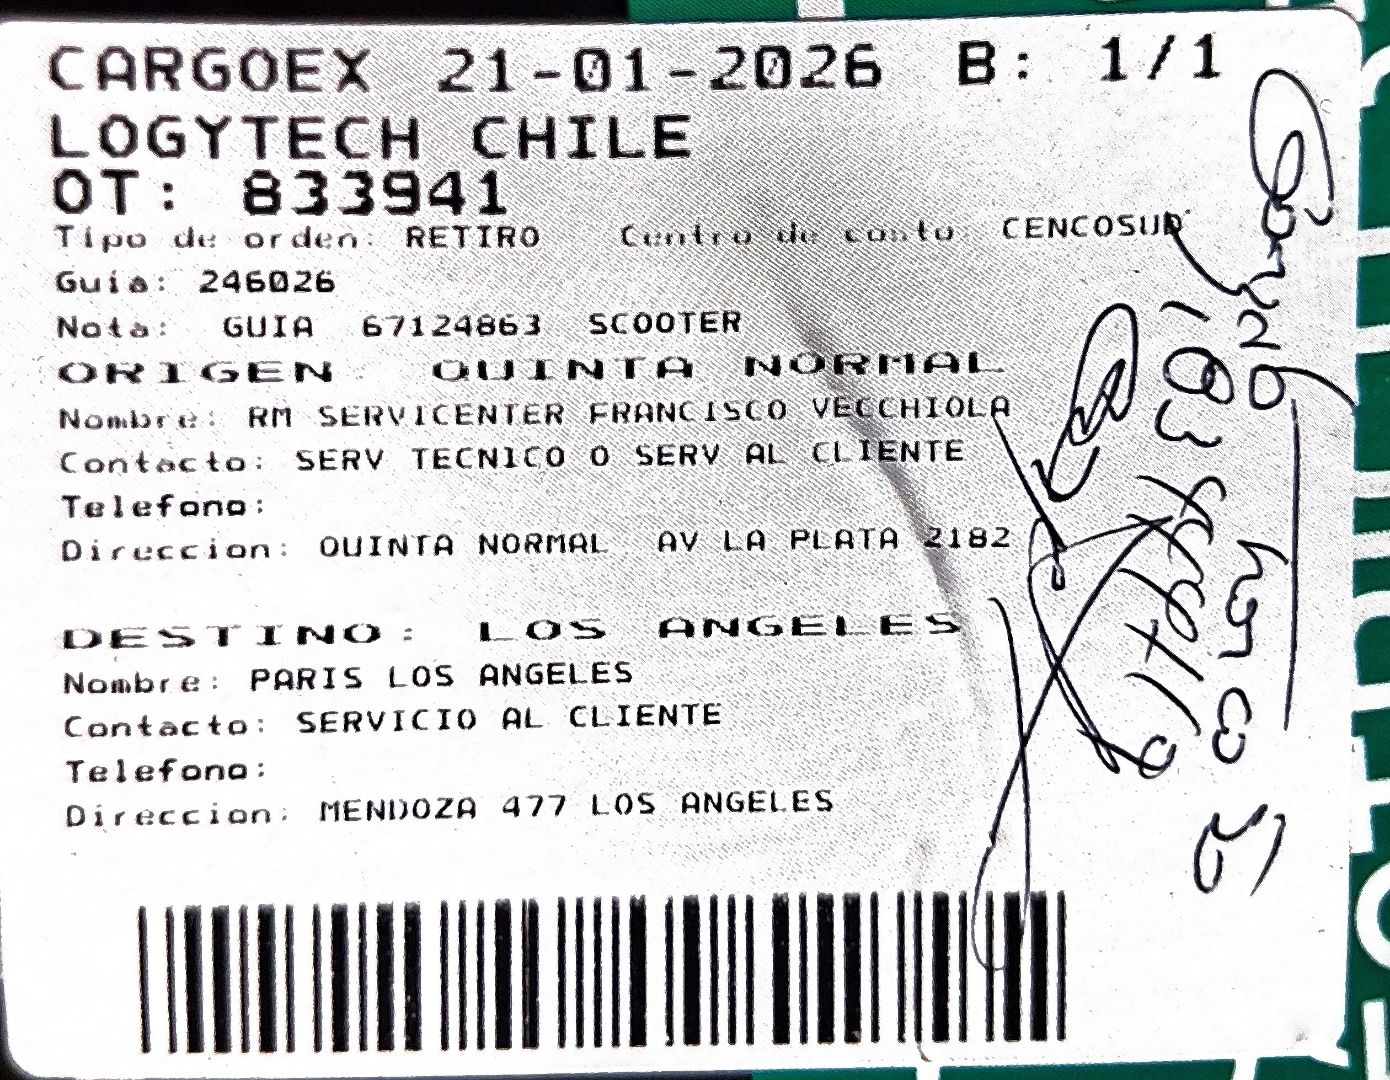 CARGOEX 21-01-2026 B: 1/1
LOGYTECH CHILE
OT: 833941
Tipo de orden: RETIRO Centro de costo: CENCOSUD
Guia: 246026
Nota: GUIA 67124863 SCOOTER
ORIGEN: QUINTA NORMAL
Nombre: RM SERVICENTER FRANCISCO VECCHIOLA
Contacto: SERV TECNICO O SERV AL CLIENTE
Telefono:
Direccion: QUINTA NORMAL AV LA PLATA 2182
DESTINO: LOS ANGELES
Nombre: PARIS LOS ANGELES
Contacto: SERVICIO AL CLIENTE
Telefono:
Direccion: MENDOZA 477 LOS ANGELES